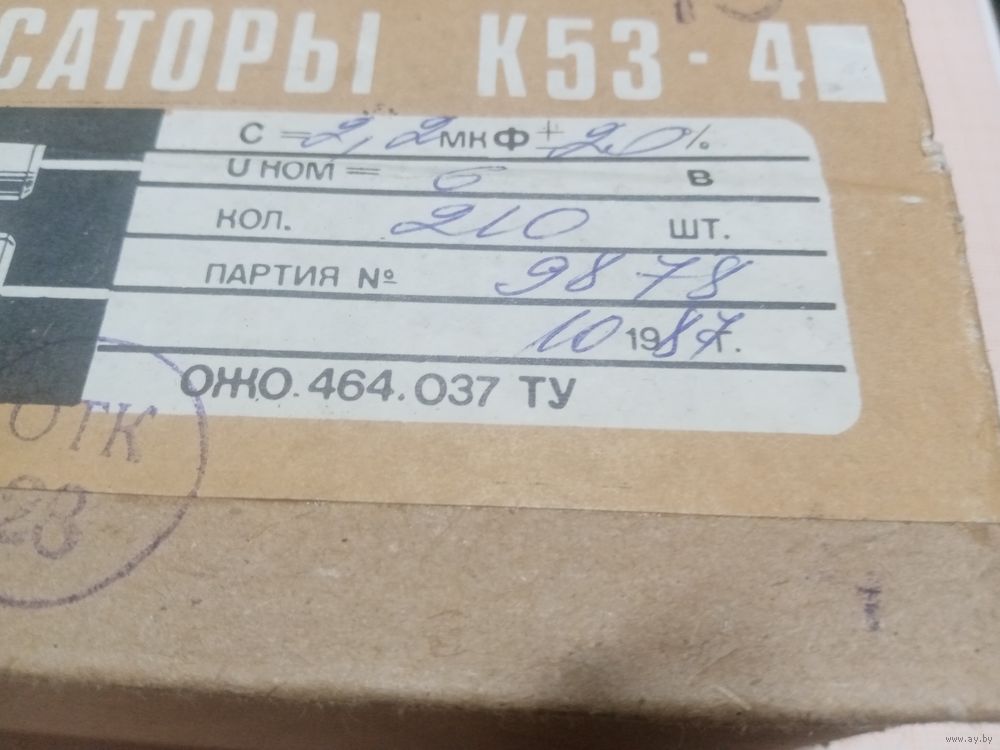 САТОРЫ К53-4
С = 2,2 мкФ ± 20 %
U НОМ = 6 В
КОЛ. 210 ШТ.
ПАРТИЯ № 9878
10 1987 г.
ОЖО.464.037 ТУ
ОТК
28
www.ay.by